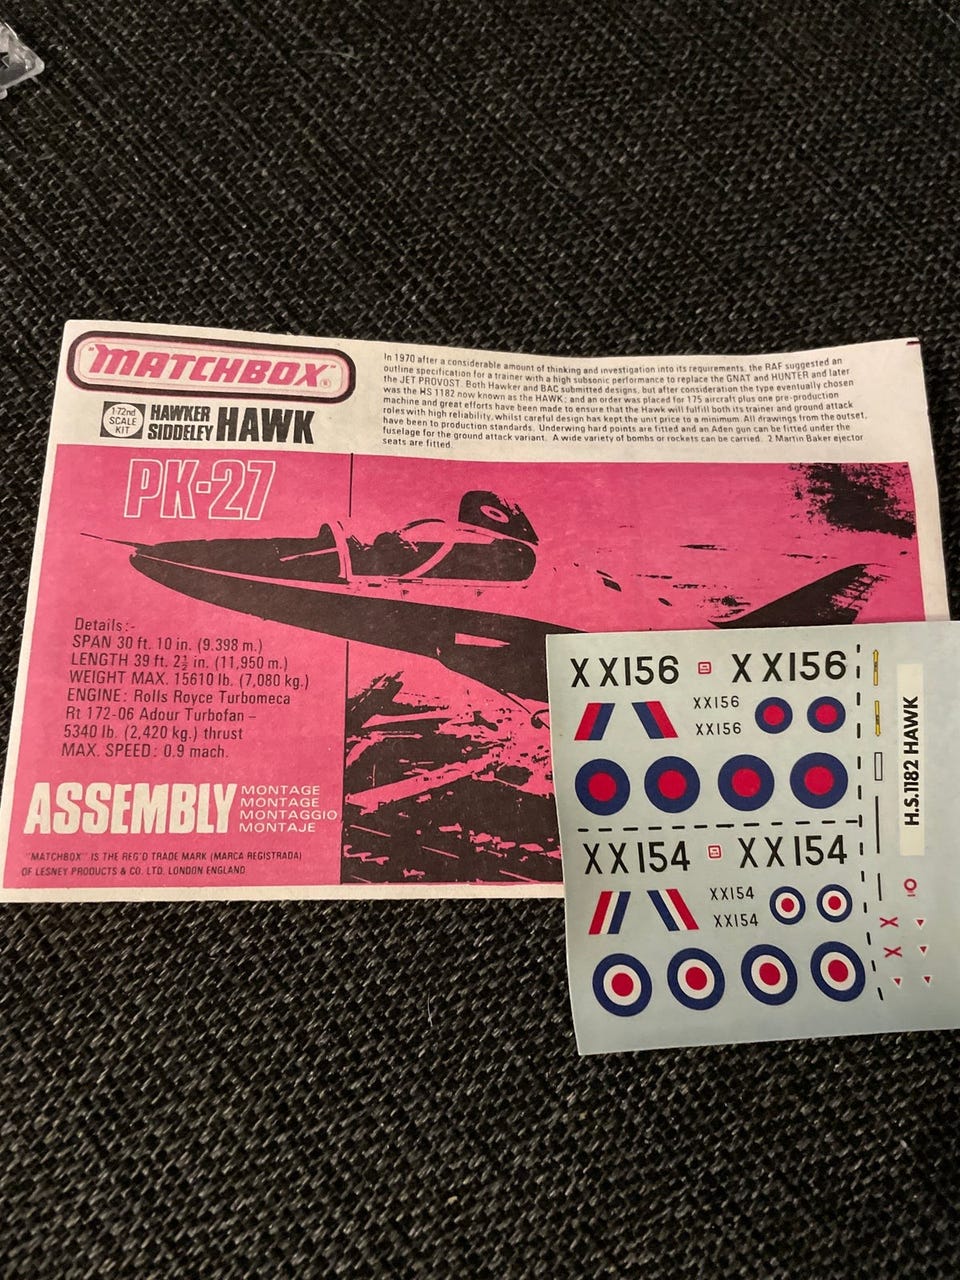 "MATCHBOX"
®
1·72nd
SCALE
KIT
HAWKER
SIDDELEY
HAWK
In 1970 after a considerable amount of thinking and investigation into its requirements, the RAF suggested an
outline specification for a trainer with a high subsonic performance to replace the GNAT and HUNTER and later
the JET PROVOST. Both Hawker and BAC submitted designs, but after consideration the type eventually chosen
was the HS 1182 now known as the HAWK; and an order was placed for 175 aircraft plus one pre-production
machine and great efforts have been made to ensure that the Hawk will fulfill both its trainer and ground attack
roles with high reliability, whilst careful design has kept the unit price to a minimum. All drawings from the outset,
have been to production standards. Underwing hard points are fitted and an Aden gun can be fitted under the
fuselage for the ground attack variant. A wide variety of bombs or rockets can be carried. 2 Martin Baker ejector
seats are fitted.
PK-27
Details:-
SPAN 30 ft. 10 in. (9.398 m.)
LENGTH 39 ft. 2½ in. (11,950 m.)
WEIGHT MAX. 15610 lb. (7,080 kg.)
ENGINE: Rolls Royce Turbomeca
Rt 172-06 Adour Turbofan –
5340 lb. (2,420 kg.) thrust
MAX. SPEED: 0.9 mach.
ASSEMBLY
MONTAGE
MONTAGE
MONTAGGIO
MONTAJE
"MATCHBOX" IS THE REG'D TRADE MARK (MARCA REGISTRADA)
OF LESNEY PRODUCTS & CO. LTD. LONDON ENGLAND
XX156 XX156
XX156
XX156
XX154 XX154
XX154
XX154
H.S.1182 HAWK